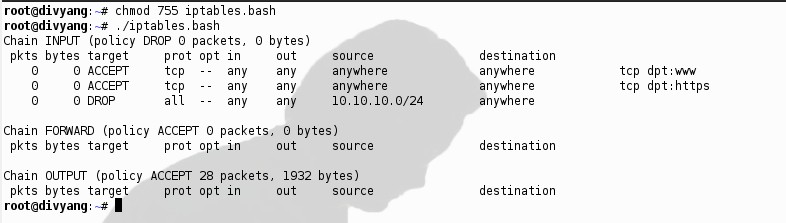 root@divyang:~# chmod 755 iptables.bash
root@divyang:~# ./iptables.bash
Chain INPUT (policy DROP 0 packets, 0 bytes)
 pkts bytes target     prot opt in     out     source               destination
    0     0 ACCEPT     tcp  --  any    any     anywhere             anywhere            tcp dpt:www
    0     0 ACCEPT     tcp  --  any    any     anywhere             anywhere            tcp dpt:https
    0     0 DROP       all  --  any    any     10.10.10.0/24        anywhere
Chain FORWARD (policy ACCEPT 0 packets, 0 bytes)
 pkts bytes target     prot opt in     out     source               destination
Chain OUTPUT (policy ACCEPT 28 packets, 1932 bytes)
 pkts bytes target     prot opt in     out     source               destination
root@divyang:~#